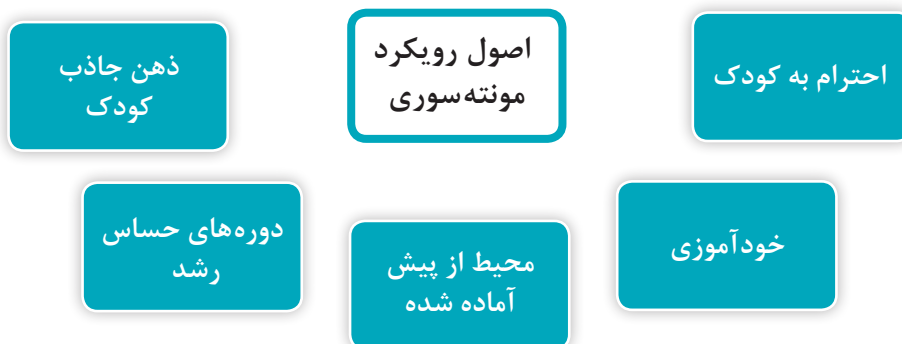 اصول رویکرد
مونته‌سوری
احترام به کودک
خودآموزی
محیط از پیش
آماده شده
دوره‌های حساس
رشد
ذهن جاذب
کودک